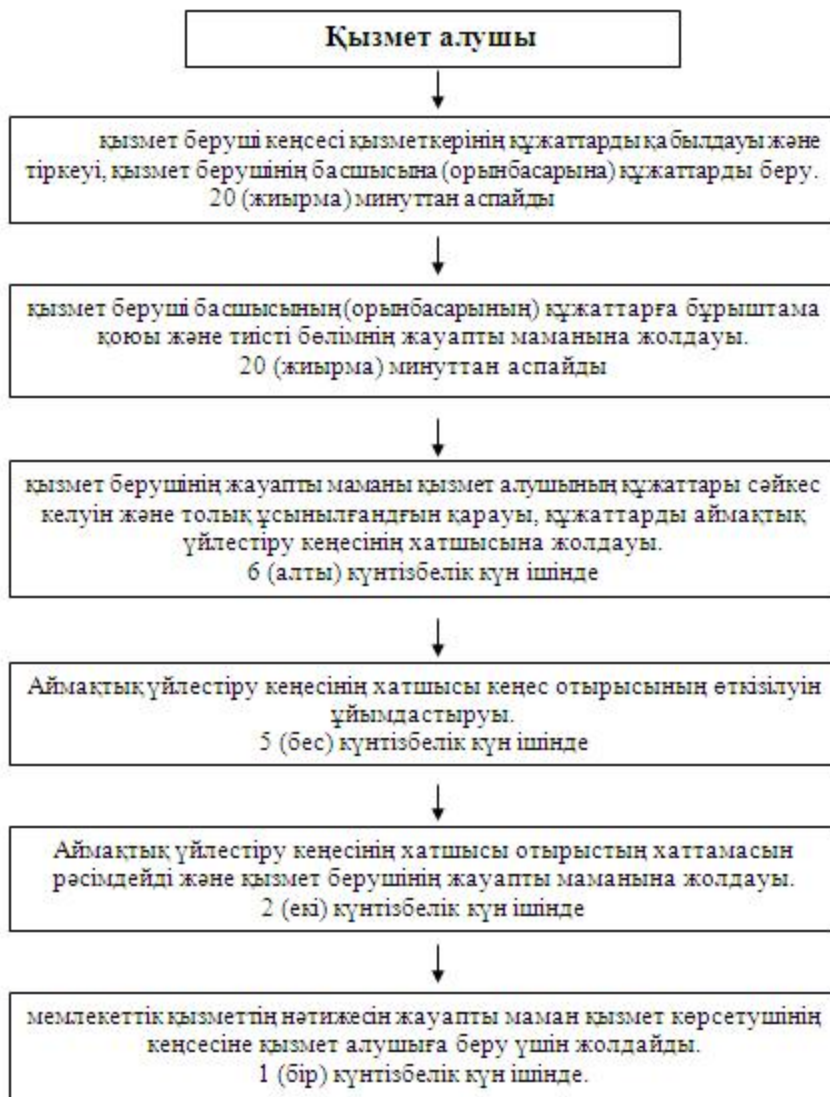 Қызмет алушы
қызмет беруші кеңсесі қызметкерінің құжаттарды қабылдауы және
тіркеуі, қызмет берушінің басшысына (орынбасарына) құжаттарды беру.
20 (жиырма) минуттан аспайды
қызмет беруші басшысының (орынбасарының) құжаттарға бұрыштама
қоюы және тиісті бөлімнің жауапты маманына жолдауы.
20 (жиырма) минуттан аспайды
қызмет берушінің жауапты маманы қызмет алушының құжаттары сәйкес
келуін және толық ұсынылғандғын қарауы, құжаттарды аймақтық
үйлестіру кеңесінің хатшысына жолдауы.
6 (алты) күнтізбелік күн ішінде
Аймақтық үйлестіру кеңесінің хатшысы кеңес отырысының өткізілуін
ұйымдастыруы.
5 (бес) күнтізбелік күн ішінде
Аймақтық үйлестіру кеңесінің хатшысы отырыстың хаттамасын
рәсімдейді және қызмет берушінің жауапты маманына жолдауы.
2 (екі) күнтізбелік күн ішінде
мемлекеттік қызметтің нәтижесін жауапты маман қызмет көрсетушінің
кеңсесіне қызмет алушыға беру үшін жолдайды.
1 (бір) күнтізбелік күн ішінде.